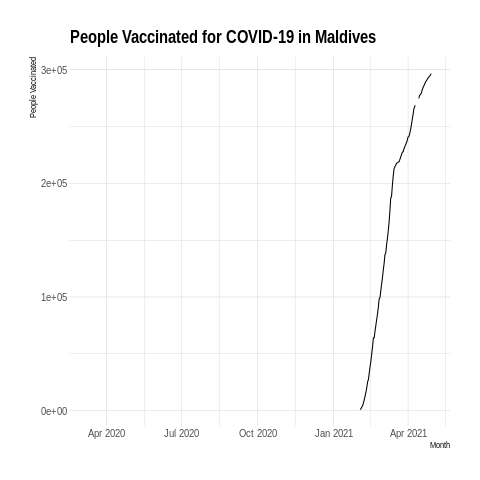 People Vaccinated for COVID-19 in Maldives
People Vaccinated
3e+05
2e+05
1e+05
0e+00
Apr 2020 Jul 2020 Oct 2020 Jan 2021 Apr 2021
Month